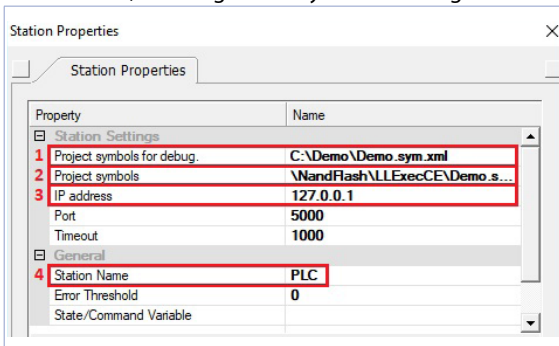 Station Properties
Station Properties
Property Name
Station Settings
1 Project symbols for debug. C:\Demo\Demo.sym.xml
2 Project symbols \NandFlash\LLExecCE\Demo.s...
3 IP address 127.0.0.1
Port 5000
Timeout 1000
General
4 Station Name PLC
Error Threshold 0
State/Command Variable